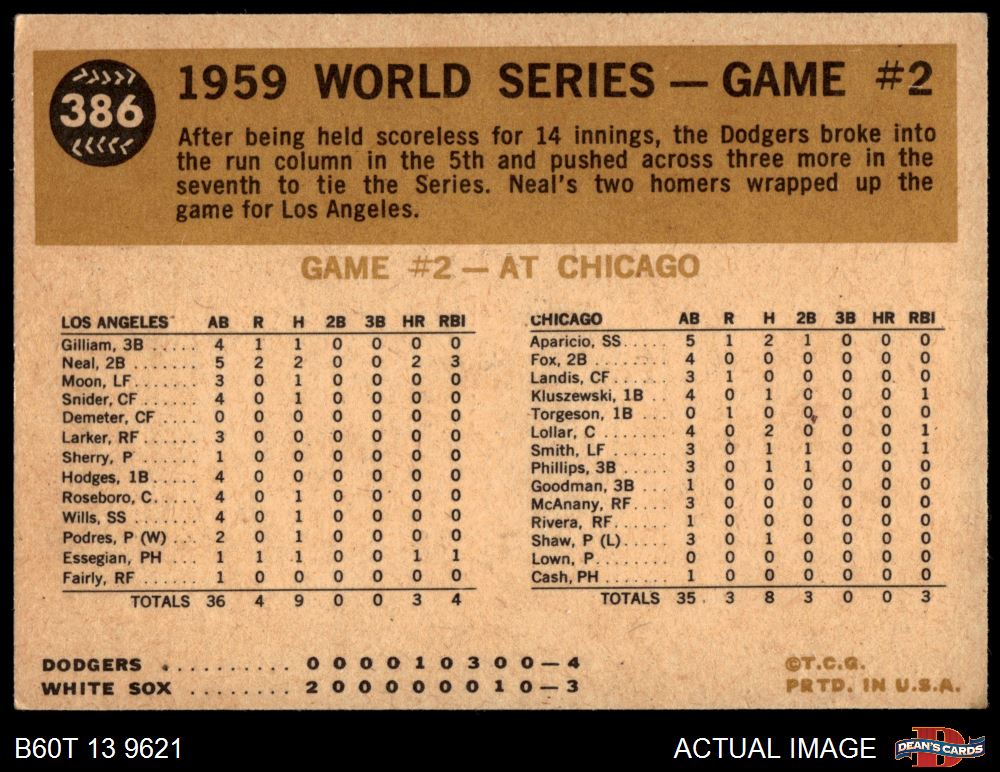 386
1959 WORLD SERIES — GAME #2
After being held scoreless for 14 innings, the Dodgers broke into
the run column in the 5th and pushed across three more in the
seventh to tie the Series. Neal's two homers wrapped up the
game for Los Angeles.
GAME #2 — AT CHICAGO
LOS ANGELES AB R H 2B 3B HR RBI
Gilliam, 3B ..... 4 1 1 0 0 0 0
Neal, 2B ....... 5 2 2 0 0 2 3
Moon, LF ...... 3 0 1 0 0 0 0
Snider, CF ..... 4 0 1 0 0 0 0
Demeter, CF .... 0 0 0 0 0 0 0
Larker, RF ...... 3 0 0 0 0 0 0
Sherry, P ...... 1 0 0 0 0 0 0
Hodges, 1B ..... 4 0 0 0 0 0 0
Roseboro, C .... 4 0 1 0 0 0 0
Wills, SS ....... 4 0 1 0 0 0 0
Podres, P (W) ... 2 0 1 0 0 0 0
Essegian, PH .... 1 1 1 0 0 1 1
Fairly, RF ...... 1 0 0 0 0 0 0
TOTALS 36 4 9 0 0 3 4
CHICAGO AB R H 2B 3B HR RBI
Aparicio, SS ..... 5 1 2 1 0 0 0
Fox, 2B ........ 4 0 0 0 0 0 0
Landis, CF ...... 3 1 0 0 0 0 0
Kluszewski, 1B .. 4 0 1 0 0 0 1
Torgeson, 1B ... 0 1 0 0 0 0 0
Lollar, C ....... 4 0 2 0 0 0 1
Smith, LF ....... 3 0 1 1 0 0 1
Phillips, 3B ..... 3 0 1 1 0 0 0
Goodman, 3B ... 1 0 0 0 0 0 0
McAnany, RF .... 3 0 0 0 0 0 0
Rivera, RF ...... 1 0 0 0 0 0 0
Shaw, P (L) ..... 3 0 1 0 0 0 0
Lown, P ........ 0 0 0 0 0 0 0
Cash, PH ....... 1 0 0 0 0 0 0
TOTALS 35 3 8 3 0 0 3
DODGERS .......... 0 0 0 0 1 0 3 0 0 — 4
WHITE SOX ........ 2 0 0 0 0 0 0 1 0 — 3
©T.C.G.
PRTD. IN U.S.A.
B60T 13 9621
ACTUAL IMAGE
DEAN'S CARDS